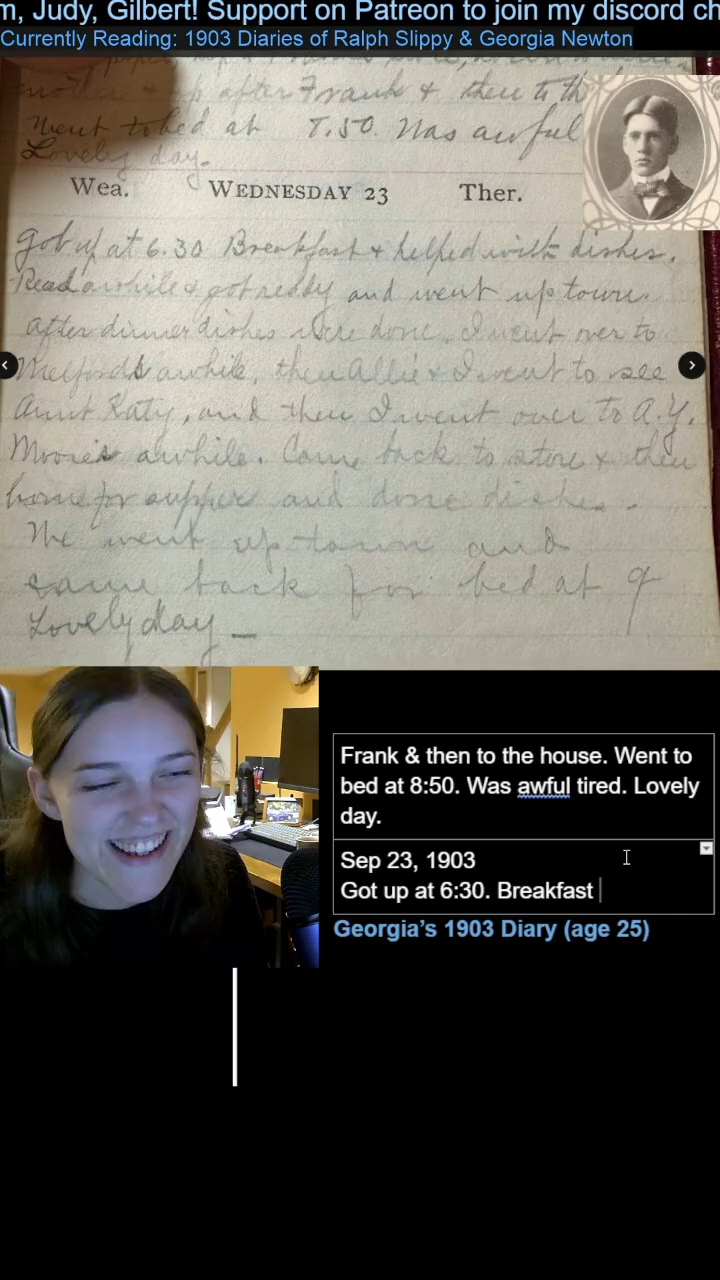 m, Judy, Gilbert! Support on Patreon to join my discord ch
Currently Reading: 1903 Diaries of Ralph Slippy & Georgia Newton
after Frank & then to th
Went to bed at 8.50. Was awful
Lovely day.
Wea. WEDNESDAY 23 Ther.
got up at 6.30 Breakfast & helped with dishes.
Read awhile & got ready and went up town.
After dinner dishes were done. I went over to
awhile, then Allie & I went to see
Aunt Katy, and then I went over to A.Y.
Moore's awhile. Came back to store & then
home for supper and done dishes.
We went up town and
came back for bed at 9
Lovely day
Frank & then to the house. Went to
bed at 8:50. Was awful tired. Lovely
day.
Sep 23, 1903
Got up at 6:30. Breakfast
Georgia's 1903 Diary (age 25)